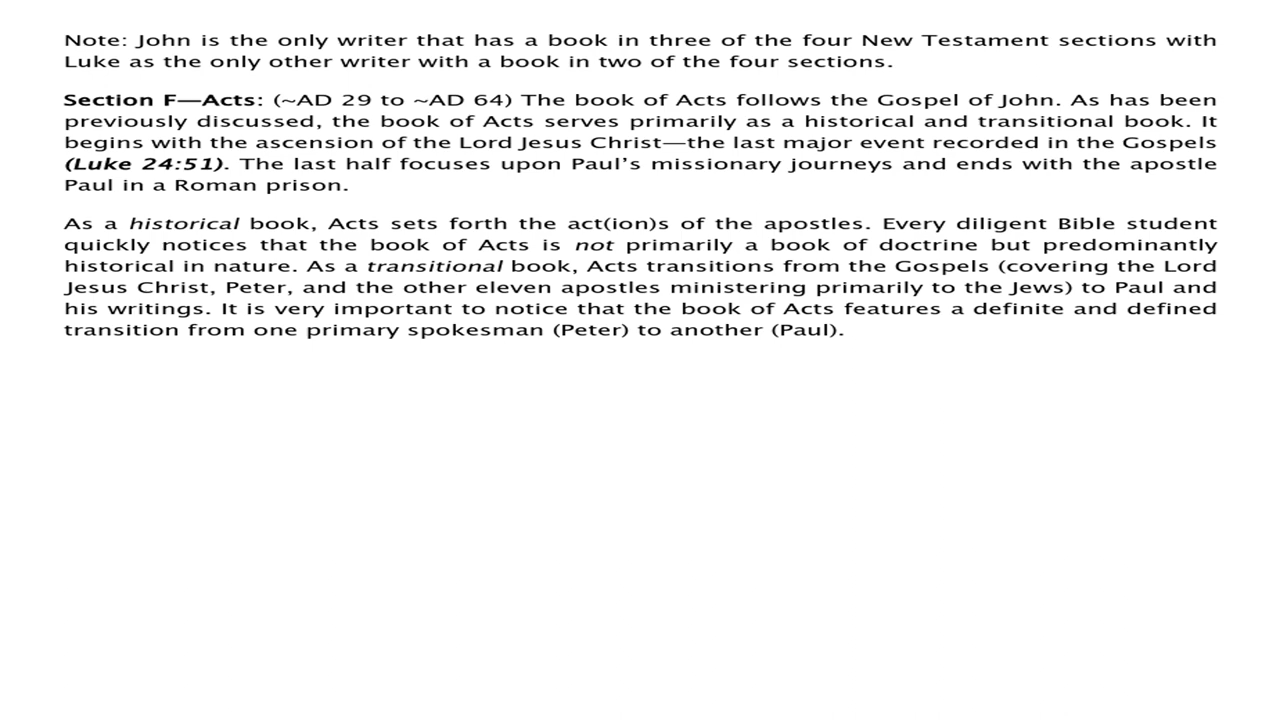 Note: John is the only writer that has a book in three of the four New Testament sections with
Luke as the only other writer with a book in two of the four sections.
Section F—Acts: (~AD 29 to ~AD 64) The book of Acts follows the Gospel of John. As has been
previously discussed, the book of Acts serves primarily as a historical and transitional book. It
begins with the ascension of the Lord Jesus Christ—the last major event recorded in the Gospels
(Luke 24:51). The last half focuses upon Paul’s missionary journeys and ends with the apostle
Paul in a Roman prison.
As a historical book, Acts sets forth the act(ion)s of the apostles. Every diligent Bible student
quickly notices that the book of Acts is not primarily a book of doctrine but predominantly
historical in nature. As a transitional book, Acts transitions from the Gospels (covering the Lord
Jesus Christ, Peter, and the other eleven apostles ministering primarily to the Jews) to Paul and
his writings. It is very important to notice that the book of Acts features a definite and defined
transition from one primary spokesman (Peter) to another (Paul).